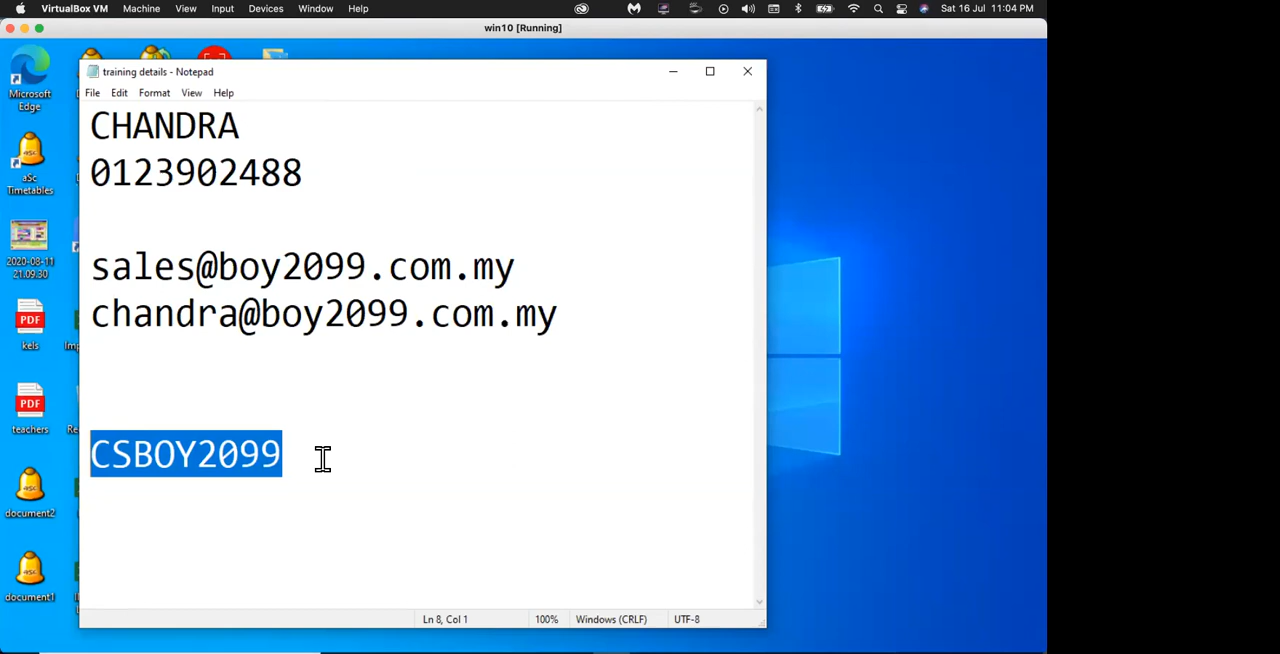 VirtualBox VM Machine View Input Devices Window Help
Sat 16 Jul 11:04 PM
win10 [Running]
training details - Notepad
File Edit Format View Help
CHANDRA
0123902488
sales@boy2099.com.my
chandra@boy2099.com.my
CSBOY2099
Ln 8, Col 1 100% Windows (CRLF) UTF-8
Microsoft
Edge
aSc
Timetables
2020-08-11
21.09.30
PDF
kels
PDF
teachers
document2
document1